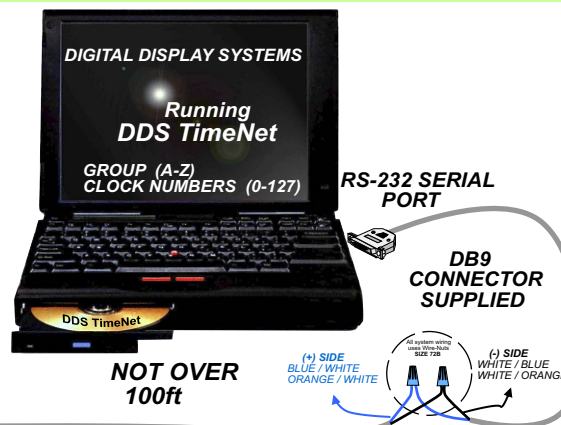 DIGITAL DISPLAY SYSTEMS
Running
DDS TimeNet
GROUP (A-Z)
CLOCK NUMBERS (0-127)
RS-232 SERIAL
PORT
DB9
CONNECTOR
SUPPLIED
DDS TimeNet
NOT OVER
100ft
All system wiring
uses Wire-Nuts
SIZE 72B
(+) SIDE
BLUE / WHITE
ORANGE / WHITE
(-) SIDE
WHITE / BLUE
WHITE / ORANGE